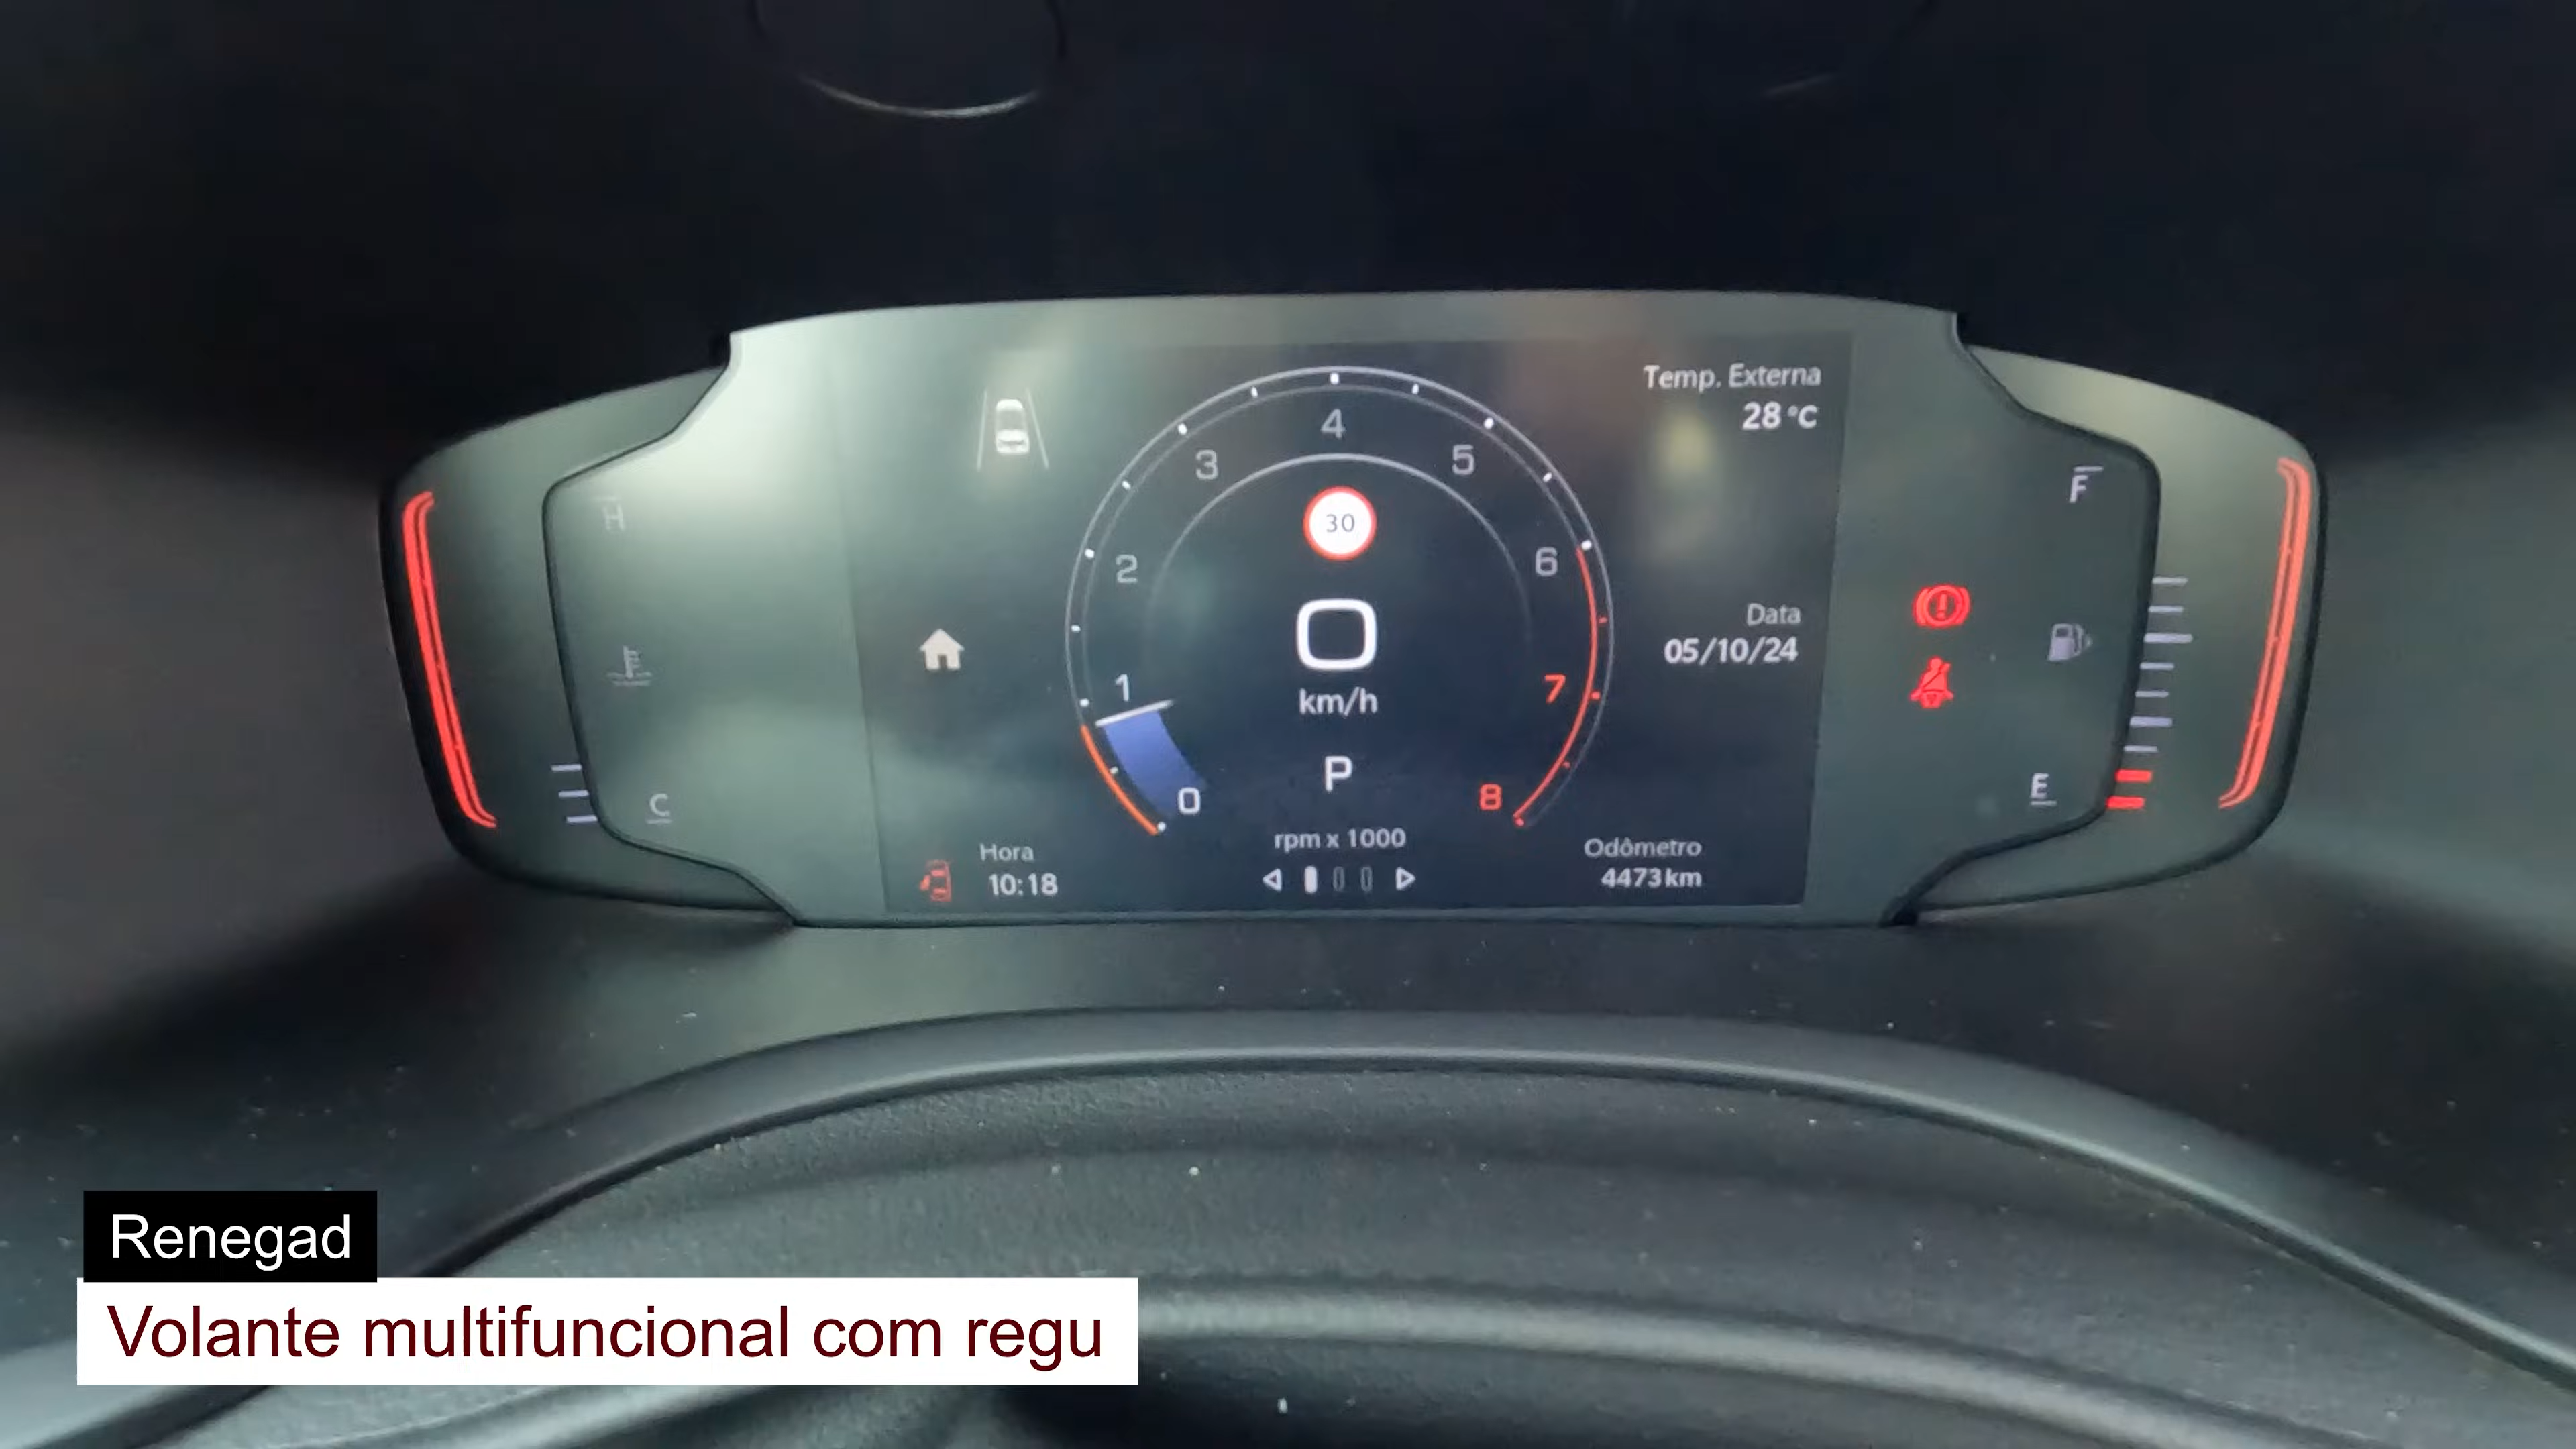 Temp. Externa
28 °C
4
3
5
H
F
30
2
6
0
Data
05/10/24
1
km/h
7
P
0
8
C
E
rpm x 1000
Hora
10:18
Odômetro
4473 km
Renegad
Volante multifuncional com regu